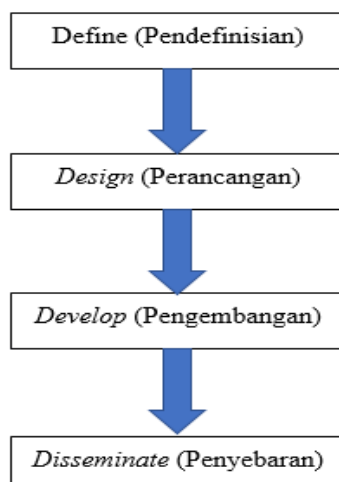 Define (Pendefinisian)
Design (Perancangan)
Develop (Pengembangan)
Disseminate (Penyebaran)